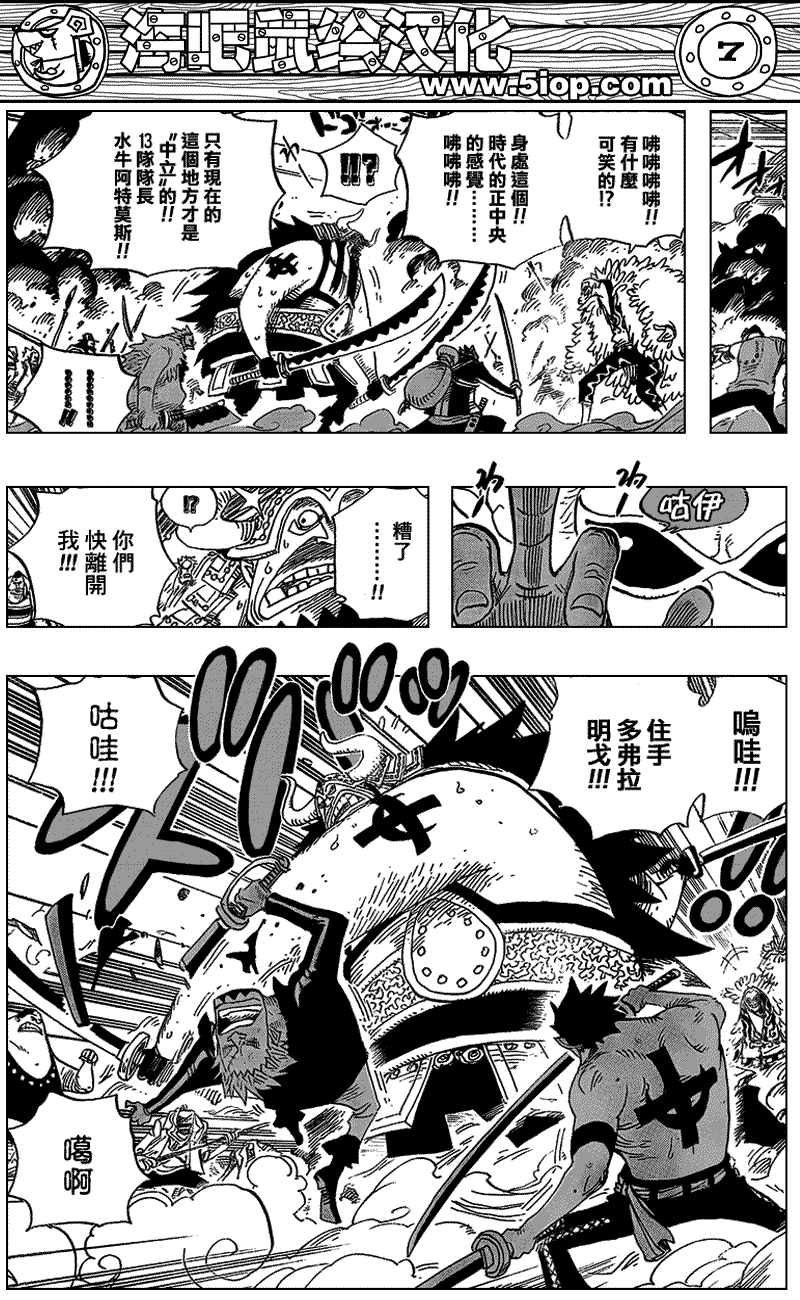 海贼荒谷汉化
www.5iop.com
7
咈咈咈咈!!
有什麼
可笑的!?
身處這個!!
時代的正中央
的感覺………
咈咈咈!!
!!?
只有現在的
這個地方才是
"中立"的!!
13隊隊長
水牛阿特莫斯!!
………!!
咕伊
糟了
………!!
!?
你們
快離開
我!!!
嗚哇!!!
住手
多弗拉
明戈!!!
咕哇!!!
噶啊